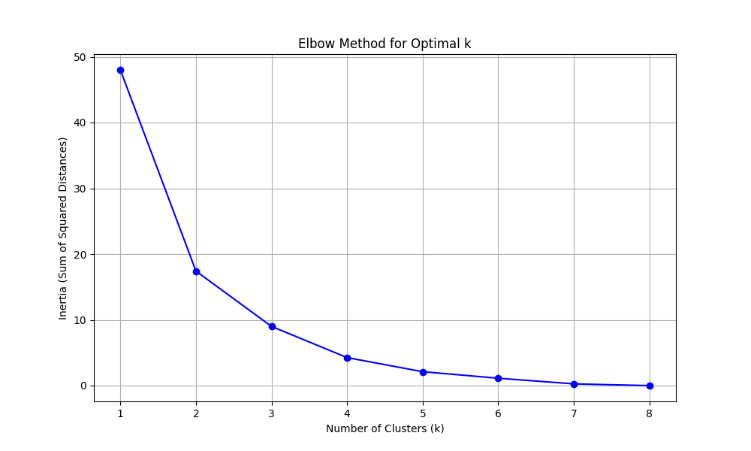 Elbow Method for Optimal k
50
40
30
20
10
0
Inertia (Sum of Squared Distances)
1 2 3 4 5 6 7 8
Number of Clusters (k)